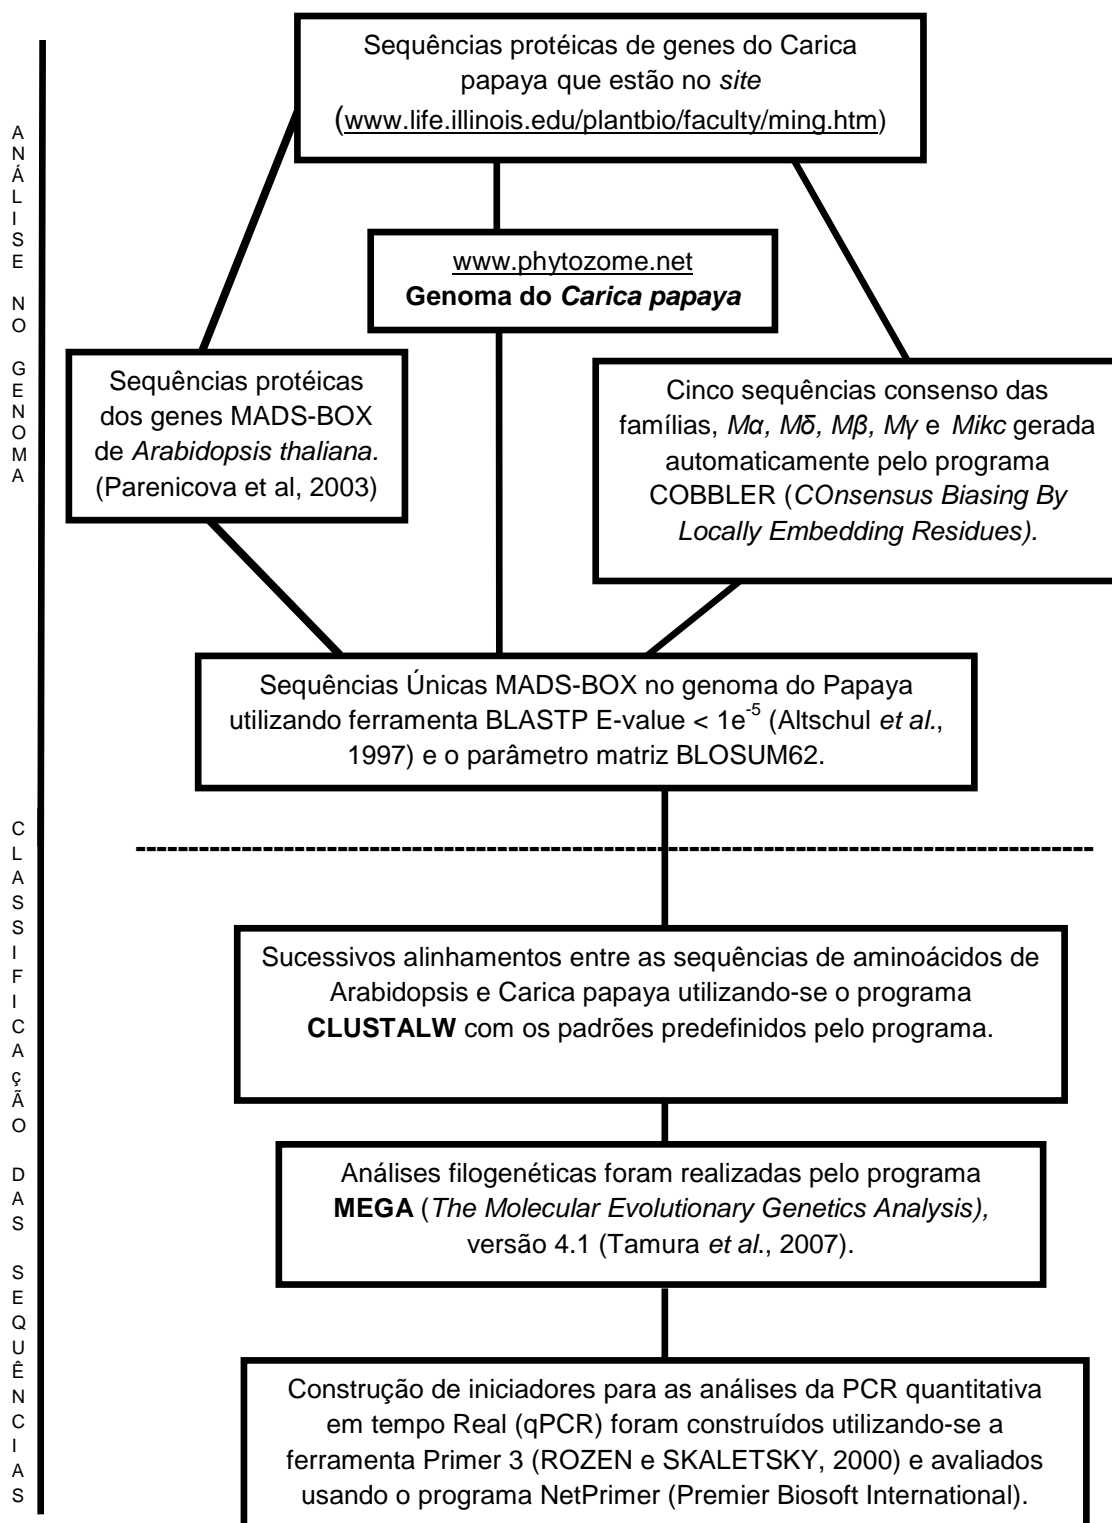 Sequências protéicas de genes do Carica
papaya que estão no site
(www.life.illinois.edu/plantbio/faculty/ming.htm)
ANÁLISE NO GENOMA
www.phytozome.net
Genoma do Carica papaya
Sequências protéicas
dos genes MADS-BOX
de Arabidopsis thaliana.
(Parenicova et al, 2003)
Cinco sequências consenso das
famílias, Mα, Mδ, Mβ, Mγ e Mikc gerada
automaticamente pelo programa
COBBLER (COnsensus Biasing By
Locally Embedding Residues).
Sequências Únicas MADS-BOX no genoma do Papaya
utilizando ferramenta BLASTP E-value < 1e-5 (Altschul et al.,
1997) e o parâmetro matriz BLOSUM62.
CLASSIFICAçÃO DAS SEQUÊNCIAS
Sucessivos alinhamentos entre as sequências de aminoácidos de
Arabidopsis e Carica papaya utilizando-se o programa
CLUSTALW com os padrões predefinidos pelo programa.
Análises filogenéticas foram realizadas pelo programa
MEGA (The Molecular Evolutionary Genetics Analysis),
versão 4.1 (Tamura et al., 2007).
Construção de iniciadores para as análises da PCR quantitativa
em tempo Real (qPCR) foram construídos utilizando-se a
ferramenta Primer 3 (ROZEN e SKALETSKY, 2000) e avaliados
usando o programa NetPrimer (Premier Biosoft International).